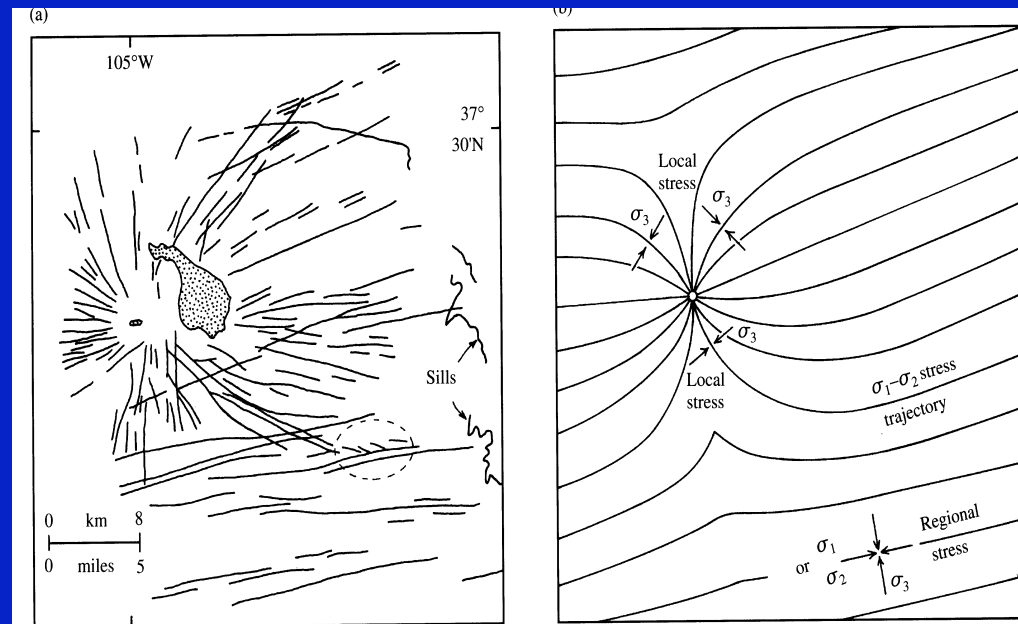 (a)
105°W
37°
30'N
Sills
0 km 8
0 miles 5
(b)
Local
stress
σ3
σ3
σ3
Local
stress
σ1–σ2 stress
trajectory
Regional
stress
σ1
or
σ2
σ3